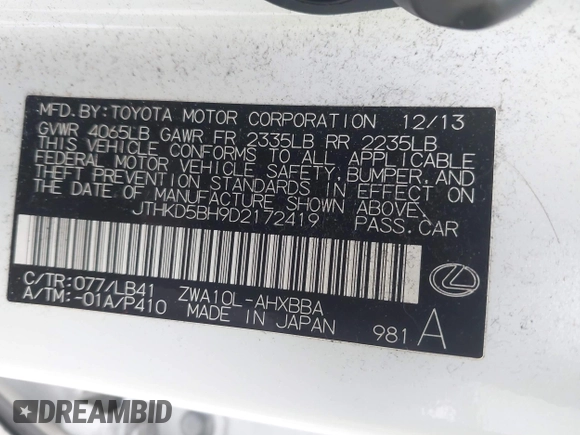 MFD. BY: TOYOTA MOTOR CORPORATION 12/13
GVWR 4065LB GAWR FR 2335LB RR 2235LB
THIS VEHICLE CONFORMS TO ALL APPLICABLE
FEDERAL MOTOR VEHICLE SAFETY, BUMPER, AND
THEFT PREVENTION STANDARDS IN EFFECT ON
THE DATE OF MANUFACTURE SHOWN ABOVE.
JTHKD5BH9D2172419 PASS. CAR
C/TR: 077/LB41 ZWA10L-AHXBBA
A/TM: -01A/P410 MADE IN JAPAN
981 A
DREAMBID